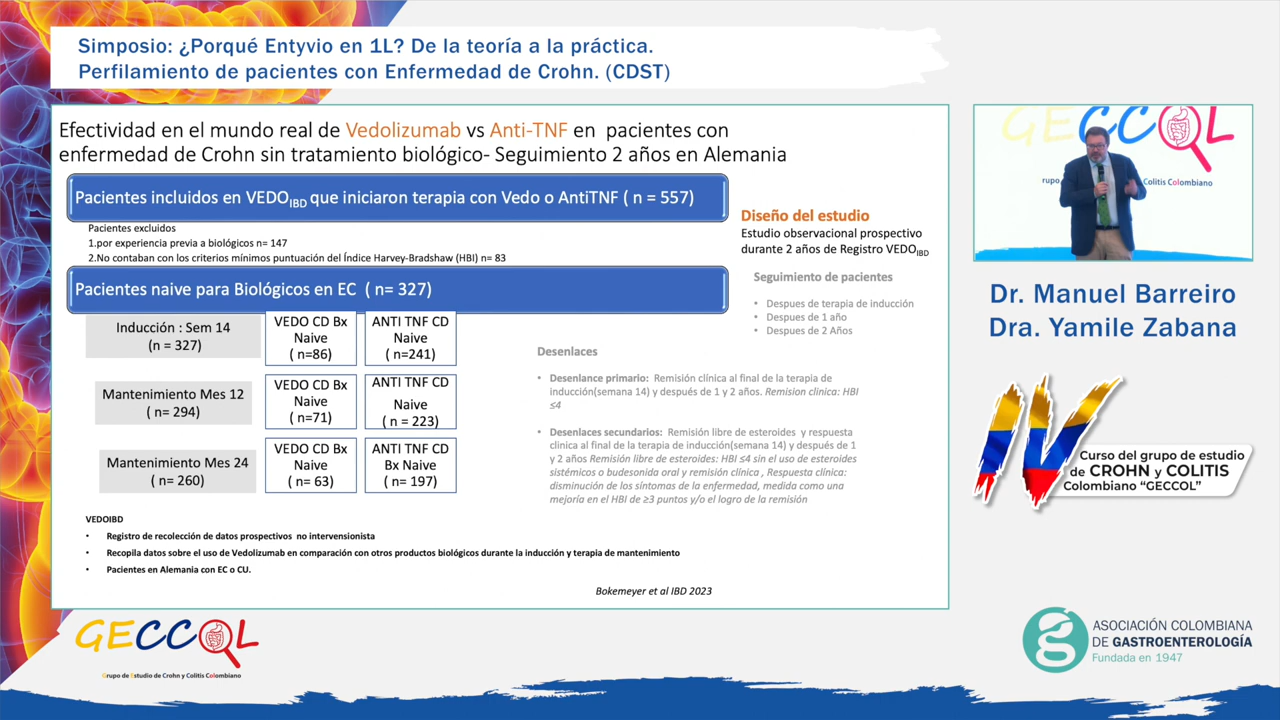 Simposio: ¿Porqué Entyvio en 1L? De la teoría a la práctica.
Perfilamiento de pacientes con Enfermedad de Crohn. (CDST)
Efectividad en el mundo real de Vedolizumab vs Anti-TNF en pacientes con
enfermedad de Crohn sin tratamiento biológico- Seguimiento 2 años en Alemania
Pacientes incluidos en VEDOIBD que iniciaron terapia con Vedo o AntiTNF ( n = 557)
Pacientes excluidos
1.por experiencia previa a biológicos n= 147
2.No contaban con los criterios mínimos puntuación del Índice Harvey-Bradshaw (HBI) n= 83
Pacientes naive para Biológicos en EC ( n= 327)
Inducción : Sem 14
(n = 327)
VEDO CD Bx
Naive
( n=86)
ANTI TNF CD
Naive
( n=241)
Mantenimiento Mes 12
( n= 294)
VEDO CD Bx
Naive
( n=71)
ANTI TNF CD
Naive
( n = 223)
Mantenimiento Mes 24
( n= 260)
VEDO CD Bx
Naive
( n= 63)
ANTI TNF CD
Bx Naive
( n= 197)
Diseño del estudio
Estudio observacional prospectivo
durante 2 años de Registro VEDOIBD
Seguimiento de pacientes
• Despues de terapia de inducción
• Despues de 1 año
• Despues de 2 Años
Desenlaces
• Desenlance primario: Remisión clínica al final de la terapia de
inducción(semana 14) y después de 1 y 2 años. Remision clinica: HBI
≤4
• Desenlaces secundarios: Remisión libre de esteroides y respuesta
clinica al final de la terapia de inducción(semana 14) y después de 1
y 2 años Remisión libre de esteroides: HBI ≤4 sin el uso de esteroides
sistémicos o budesonida oral y remisión clínica , Respuesta clínica:
disminución de los síntomas de la enfermedad, medida como una
mejoría en el HBI de ≥3 puntos y/o el logro de la remisión
VEDOIBD
• Registro de recolección de datos prospectivos no intervensionista
• Recopila datos sobre el uso de Vedolizumab en comparación con otros productos biológicos durante la inducción y terapia de mantenimiento
• Pacientes en Alemania con EC o CU.
Bokemeyer et al IBD 2023
GECCOL
rupo de Es
Colitis Colombiano
Dr. Manuel Barreiro
Dra. Yamile Zabana
IV
Curso del grupo de estudio
de CROHN y COLITIS
Colombiano “GECCOL”
GECCOL
Grupo de Estudio de Crohn y Colitis Colombiano
ASOCIACIÓN COLOMBIANA
DE GASTROENTEROLOGÍA
Fundada en 1947